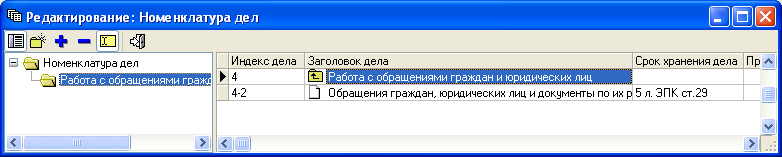 Редактирование: Номенклатура дел
Номенклатура дел
Работа с обращениями гражд
Индекс дела Заголовок дела Срок хранения дела Пр
4 Работа с обращениями граждан и юридических лиц
4-2 Обращения граждан, юридических лиц и документы по их р 5 л. ЭПК ст.29